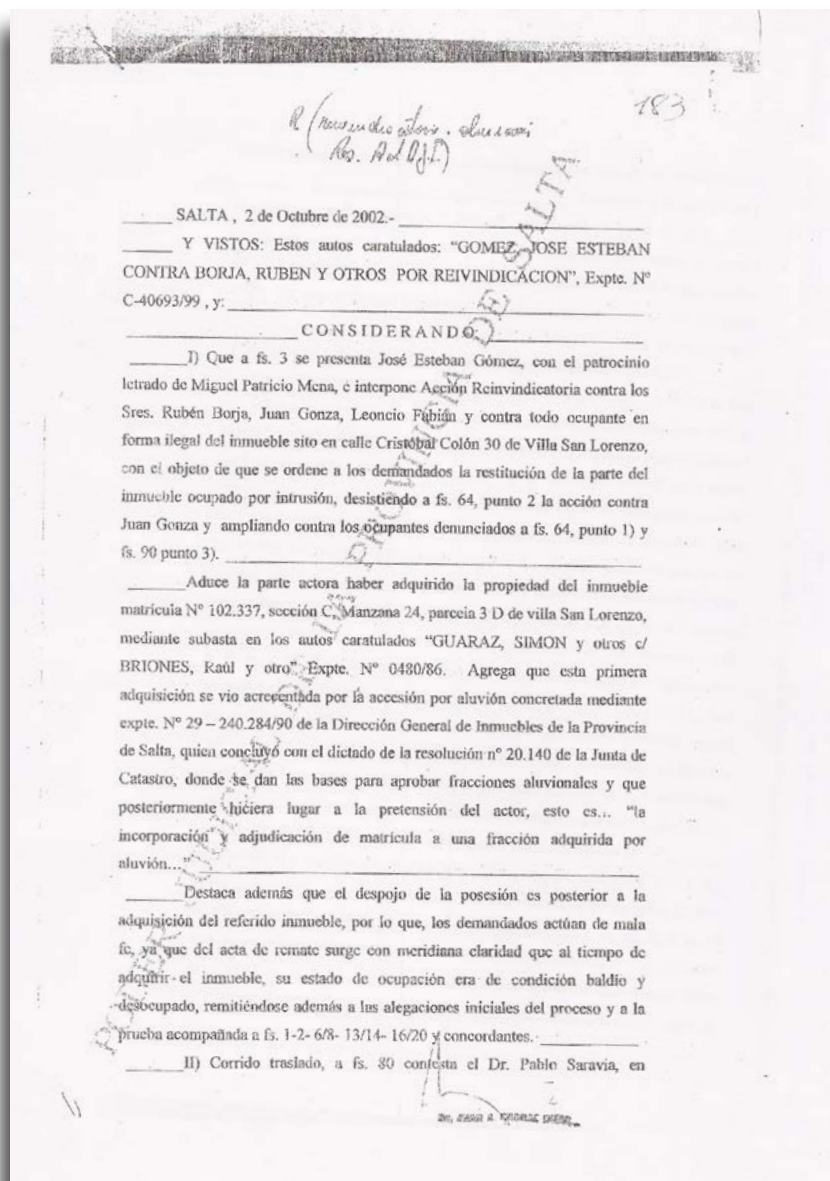 183
SALTA , 2 de Octubre de 2002.-
Y VISTOS: Estos autos caratulados: "GOMEZ, JOSE ESTEBAN
CONTRA BORJA, RUBEN Y OTROS POR REIVINDICACION", Expte. Nº
C-40693/99 , y:
CONSIDERANDO:
I) Que a fs. 3 se presenta José Esteban Gómez, con el patrocinio
letrado de Miguel Patricio Mena, e interpone Acción Reinvindicatoria contra los
Sres. Rubén Borja, Juan Gonza, Leoncio Fabián y contra todo ocupante en
forma ilegal del inmueble sito en calle Cristóbal Colón 30 de Villa San Lorenzo,
con el objeto de que se ordene a los demandados la restitución de la parte del
inmueble ocupado por intrusión, desistiendo a fs. 64, punto 2 la acción contra
Juan Gonza y ampliando contra los ocupantes denunciados a fs. 64, punto 1) y
fs. 90 punto 3).
Aduce la parte actora haber adquirido la propiedad del inmueble
matrícula Nº 102.337, sección C, Manzana 24, parcela 3 D de villa San Lorenzo,
mediante subasta en los autos caratulados "GUARAZ, SIMON y otros c/
BRIONES, Raúl y otro" Expte. Nº 0480/86. Agrega que esta primera
adquisición se vio acrecentada por la accesión por aluvión concretada mediante
expte. Nº 29 – 240.284/90 de la Dirección General de Inmuebles de la Provincia
de Salta, quien concluyó con el dictado de la resolución nº 20.140 de la Junta de
Catastro, donde se dan las bases para aprobar fracciones aluvionales y que
posteriormente hiciera lugar a la pretensión del actor, esto es... "la
incorporación y adjudicación de matrícula a una fracción adquirida por
aluvión..."
Destaca además que el despojo de la posesión es posterior a la
adquisición del referido inmueble, por lo que, los demandados actúan de mala
fe, ya que del acta de remate surge con meridiana claridad que al tiempo de
adquirir el inmueble, su estado de ocupación era de condición baldío y
desocupado, remitiéndose además a las alegaciones iniciales del proceso y a la
prueba acompañada a fs. 1-2- 6/8- 13/14- 16/20 y concordantes.
II) Corrido traslado, a fs. 80 contesta el Dr. Pablo Saravia, en
PODER JUDICIAL DE LA PROVINCIA DE SALTA